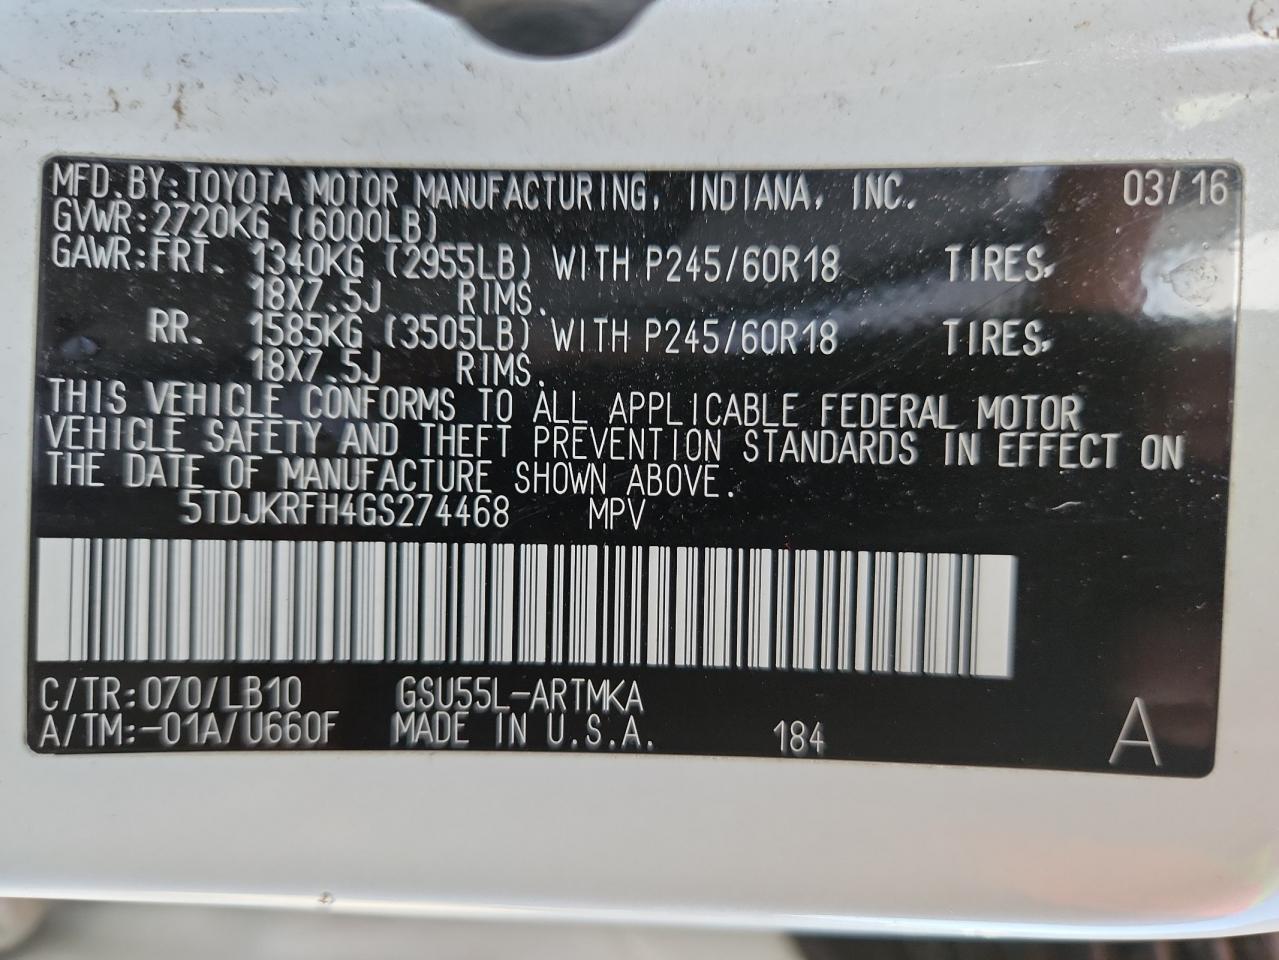 MFD.BY:TOYOTA MOTOR MANUFACTURING, INDIANA, INC. 03/16
GVWR:2720KG (6000LB)
GAWR:FRT. 1340KG (2955LB) WITH P245/60R18 TIRES,
18X7.5J RIMS.
RR. 1585KG (3505LB) WITH P245/60R18 TIRES,
18X7.5J RIMS.
THIS VEHICLE CONFORMS TO ALL APPLICABLE FEDERAL MOTOR
VEHICLE SAFETY AND THEFT PREVENTION STANDARDS IN EFFECT ON
THE DATE OF MANUFACTURE SHOWN ABOVE.
5TDJKRFH4GS274468 MPV
C/TR:070/LB10 GSU55L-ARTMKA
A/TM:-01A/U660F MADE IN U.S.A. 184 A